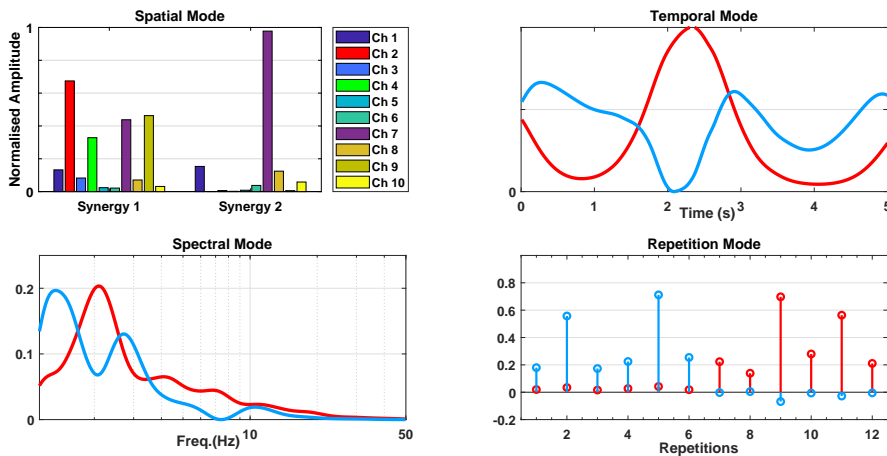 Spatial Mode
Normalised Amplitude
1
0
Synergy 1
Synergy 2
Ch 1
Ch 2
Ch 3
Ch 4
Ch 5
Ch 6
Ch 7
Ch 8
Ch 9
Ch 10
Temporal Mode
0
0 1 2 3 4 5
Time (s)
Spectral Mode
0.2
0.1
0
10 50
Freq.(Hz)
Repetition Mode
0.8
0.6
0.4
0.2
0
-0.2
2 4 6 8 10 12
Repetitions